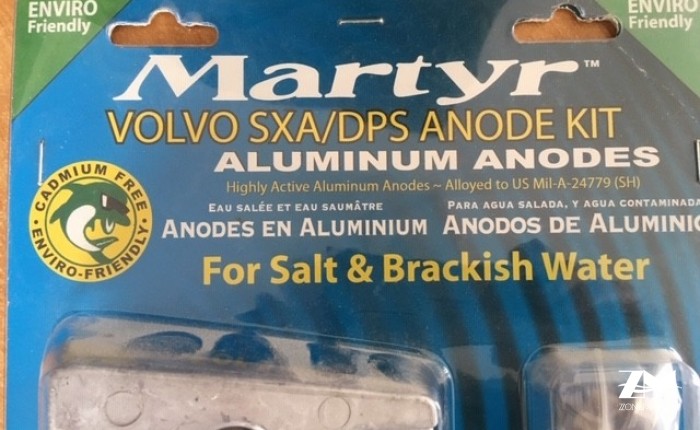 ENVIRO
Friendly
ENVIRO
Friendly
Martyr™
VOLVO SXA/DPS ANODE KIT
ALUMINUM ANODES
Highly Active Aluminum Anodes ~ Alloyed to US Mil-A-24779 (SH)
EAU SALÉE ET EAU SAUMÂTRE
PARA AGUA SALADA, Y AGUA CONTAMINADA
ANODES EN ALUMINIUM
ANODOS DE ALUMINIO
CADMIUM FREE
ENVIRO-FRIENDLY
For Salt & Brackish Water